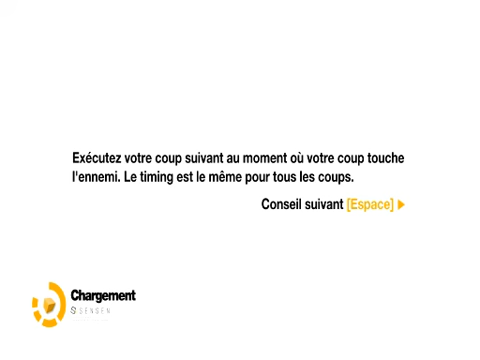 Exécutez votre coup suivant au moment où votre coup touche
l'ennemi. Le timing est le même pour tous les coups.
Conseil suivant [Espace]
Chargement